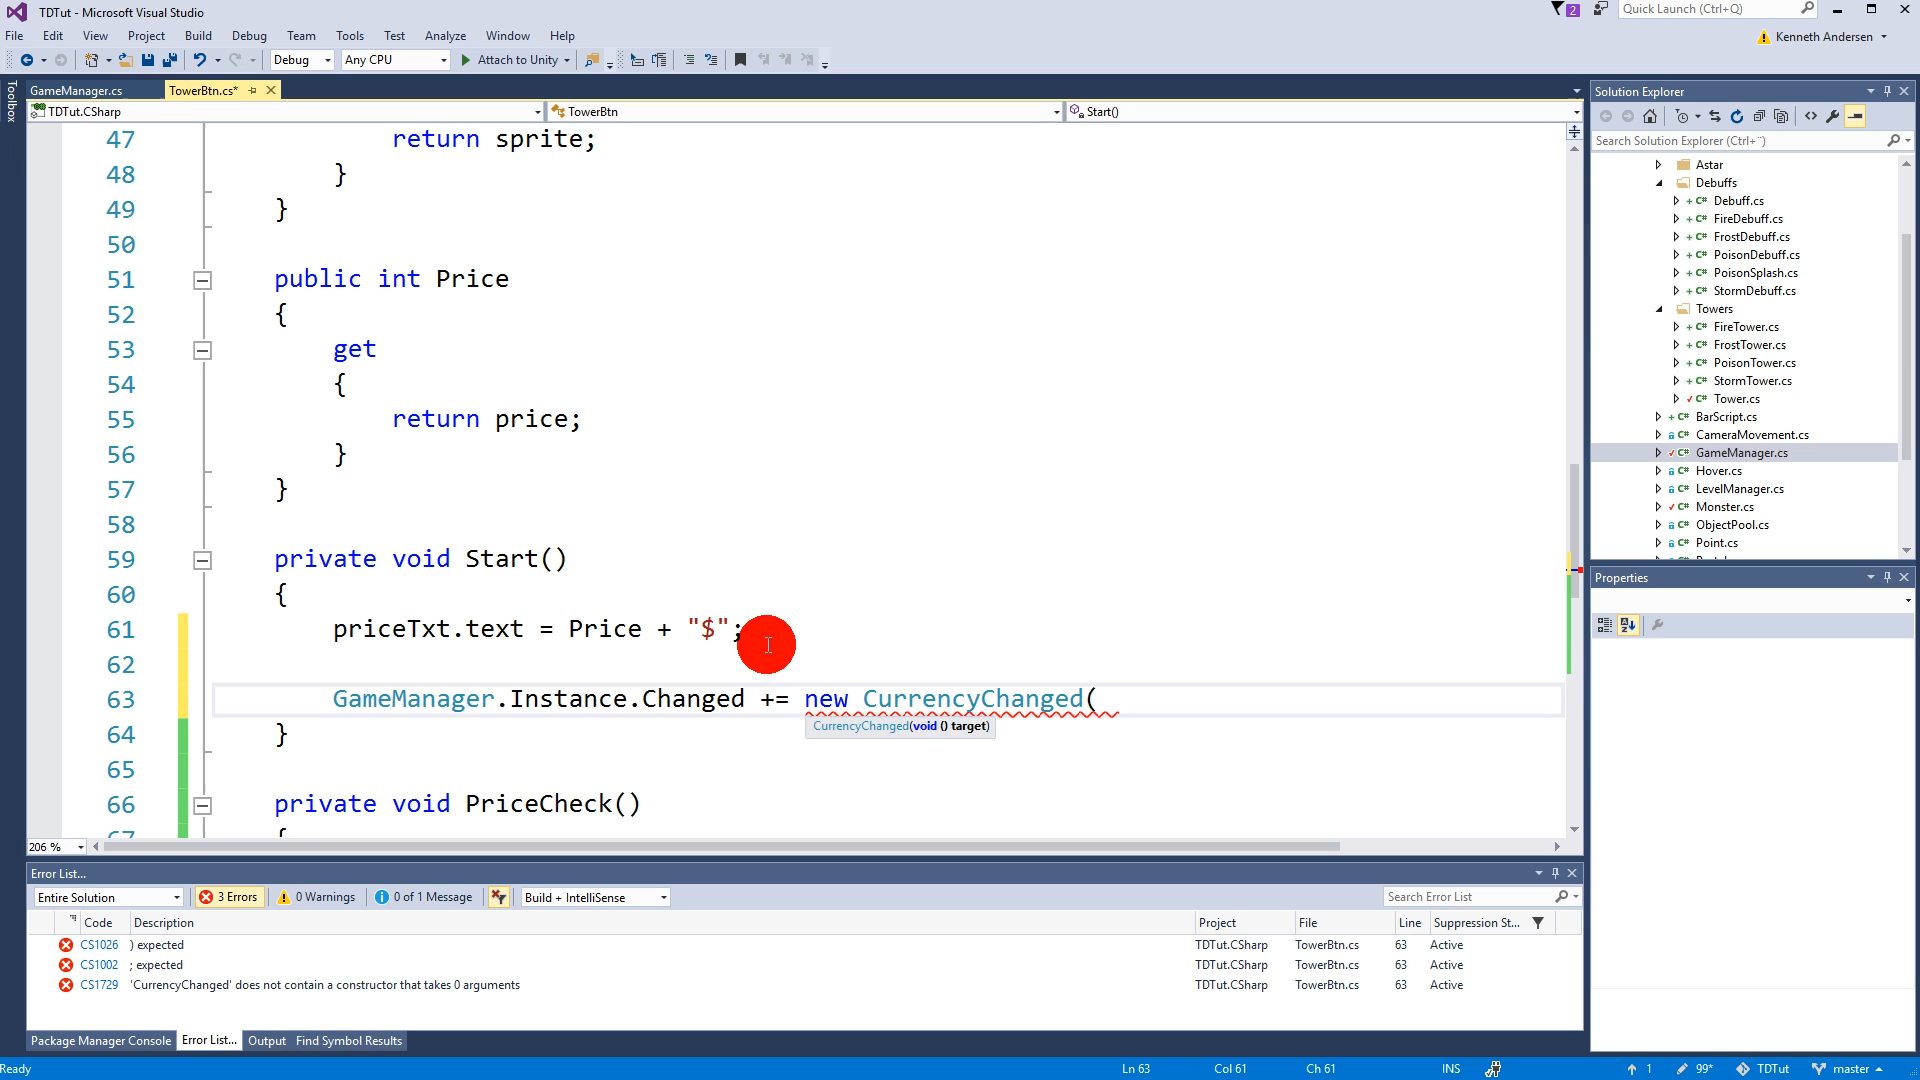 TDTut - Microsoft Visual Studio
2
Quick Launch (Ctrl+Q)
File Edit View Project Build Debug Team Tools Test Analyze Window Help
Kenneth Andersen
Debug Any CPU Attach to Unity
Toolbox
GameManager.cs TowerBtn.cs*
TDTut.CSharp TowerBtn Start()
47 return sprite;
48 }
49 }
50
51 public int Price
52 {
53 get
54 {
55 return price;
56 }
57 }
58
59 private void Start()
60 {
61 priceTxt.text = Price + "$";
62
63 GameManager.Instance.Changed += new CurrencyChanged(
CurrencyChanged(void () target)
64 }
65
66 private void PriceCheck()
67 {
206 %
Solution Explorer
Search Solution Explorer (Ctrl+¨)
Astar
Debuffs
Debuff.cs
FireDebuff.cs
FrostDebuff.cs
PoisonDebuff.cs
PoisonSplash.cs
StormDebuff.cs
Towers
FireTower.cs
FrostTower.cs
PoisonTower.cs
StormTower.cs
Tower.cs
BarScript.cs
CameraMovement.cs
GameManager.cs
Hover.cs
LevelManager.cs
Monster.cs
ObjectPool.cs
Point.cs
Properties
Error List...
Entire Solution 3 Errors 0 Warnings 0 of 1 Message Build + IntelliSense Search Error List
Code Description Project File Line Suppression St...
CS1026 ) expected TDTut.CSharp TowerBtn.cs 63 Active
CS1002 ; expected TDTut.CSharp TowerBtn.cs 63 Active
CS1729 'CurrencyChanged' does not contain a constructor that takes 0 arguments TDTut.CSharp TowerBtn.cs 63 Active
Package Manager Console Error List... Output Find Symbol Results
Ready Ln 63 Col 61 Ch 61 INS 1 99* TDTut master